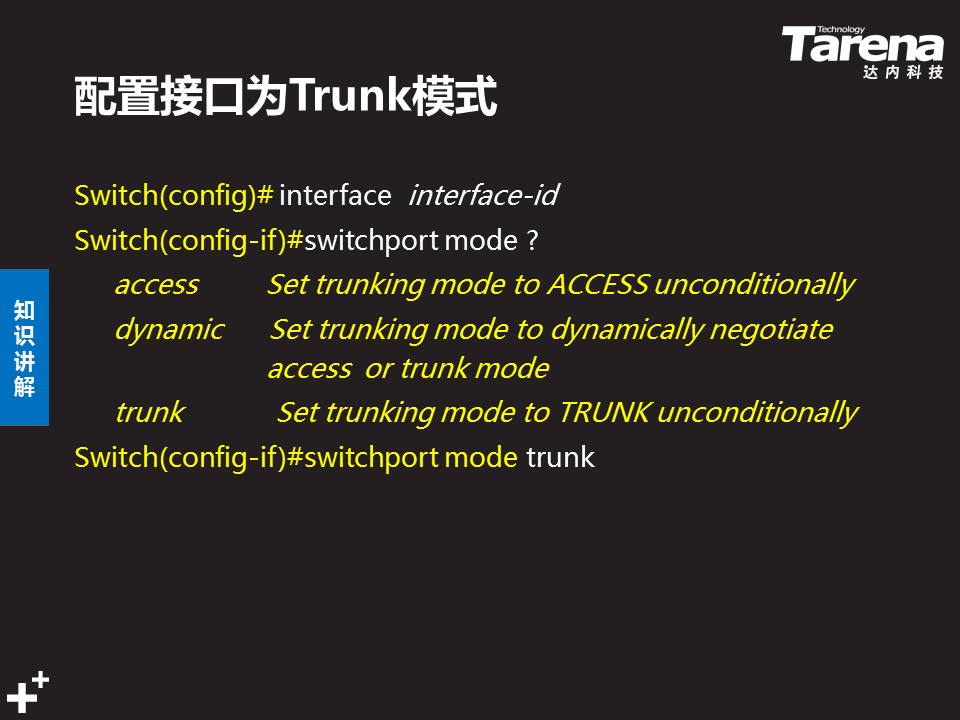 Technology
Tarena
达内科技
配置接口为Trunk模式
Switch(config)# interface interface-id
Switch(config-if)#switchport mode ?
access Set trunking mode to ACCESS unconditionally
dynamic Set trunking mode to dynamically negotiate
access or trunk mode
trunk Set trunking mode to TRUNK unconditionally
Switch(config-if)#switchport mode trunk
知识讲解